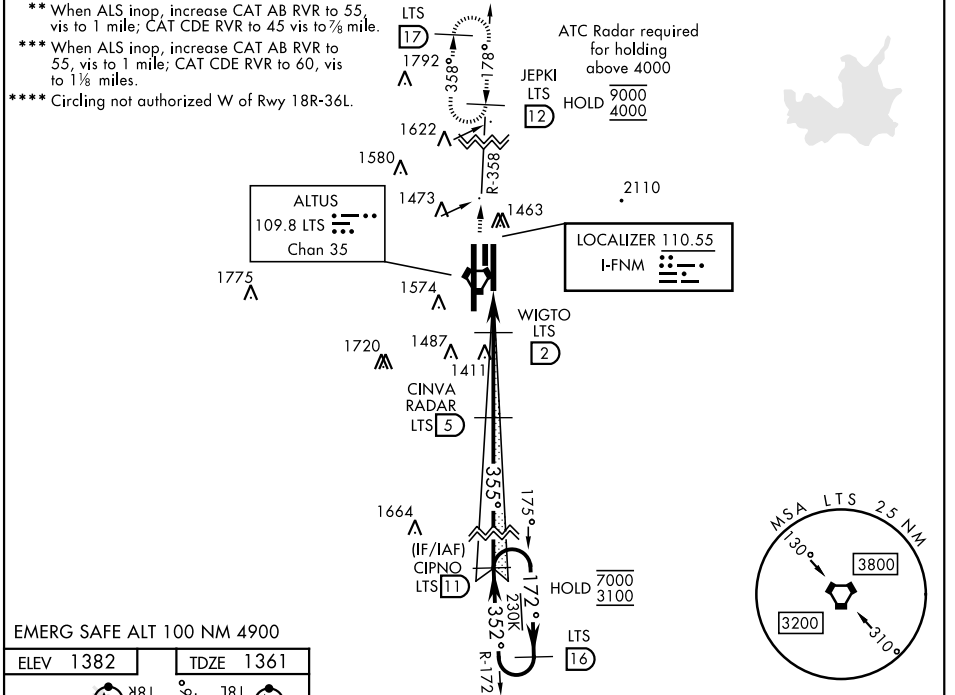 ** When ALS inop, increase CAT AB RVR to 55,
vis to 1 mile; CAT CDE RVR to 45 vis to ⅞ mile.
*** When ALS inop, increase CAT AB RVR to
55, vis to 1 mile; CAT CDE RVR to 60, vis
to 1⅛ miles.
**** Circling not authorized W of Rwy 18R-36L.
LTS
17
358°
178°
ATC Radar required
for holding
above 4000
JEPKI
LTS
12
HOLD 9000
4000
1792
1622
1580
R-358
1473
1463
2110
ALTUS
109.8 LTS
Chan 35
LOCALIZER 110.55
I-FNM
1775
1574
WIGTO
LTS
2
1720
1487
1411
CINVA
RADAR
LTS 5
355°
175°
1664
(IF/IAF)
CIPNO
LTS 11
172°
230K
HOLD 7000
3100
352°
R-172
LTS
16
MSA LTS 25 NM
130°
3800
3200
310°
EMERG SAFE ALT 100 NM 4900
ELEV 1382
TDZE 1361
18R
18L